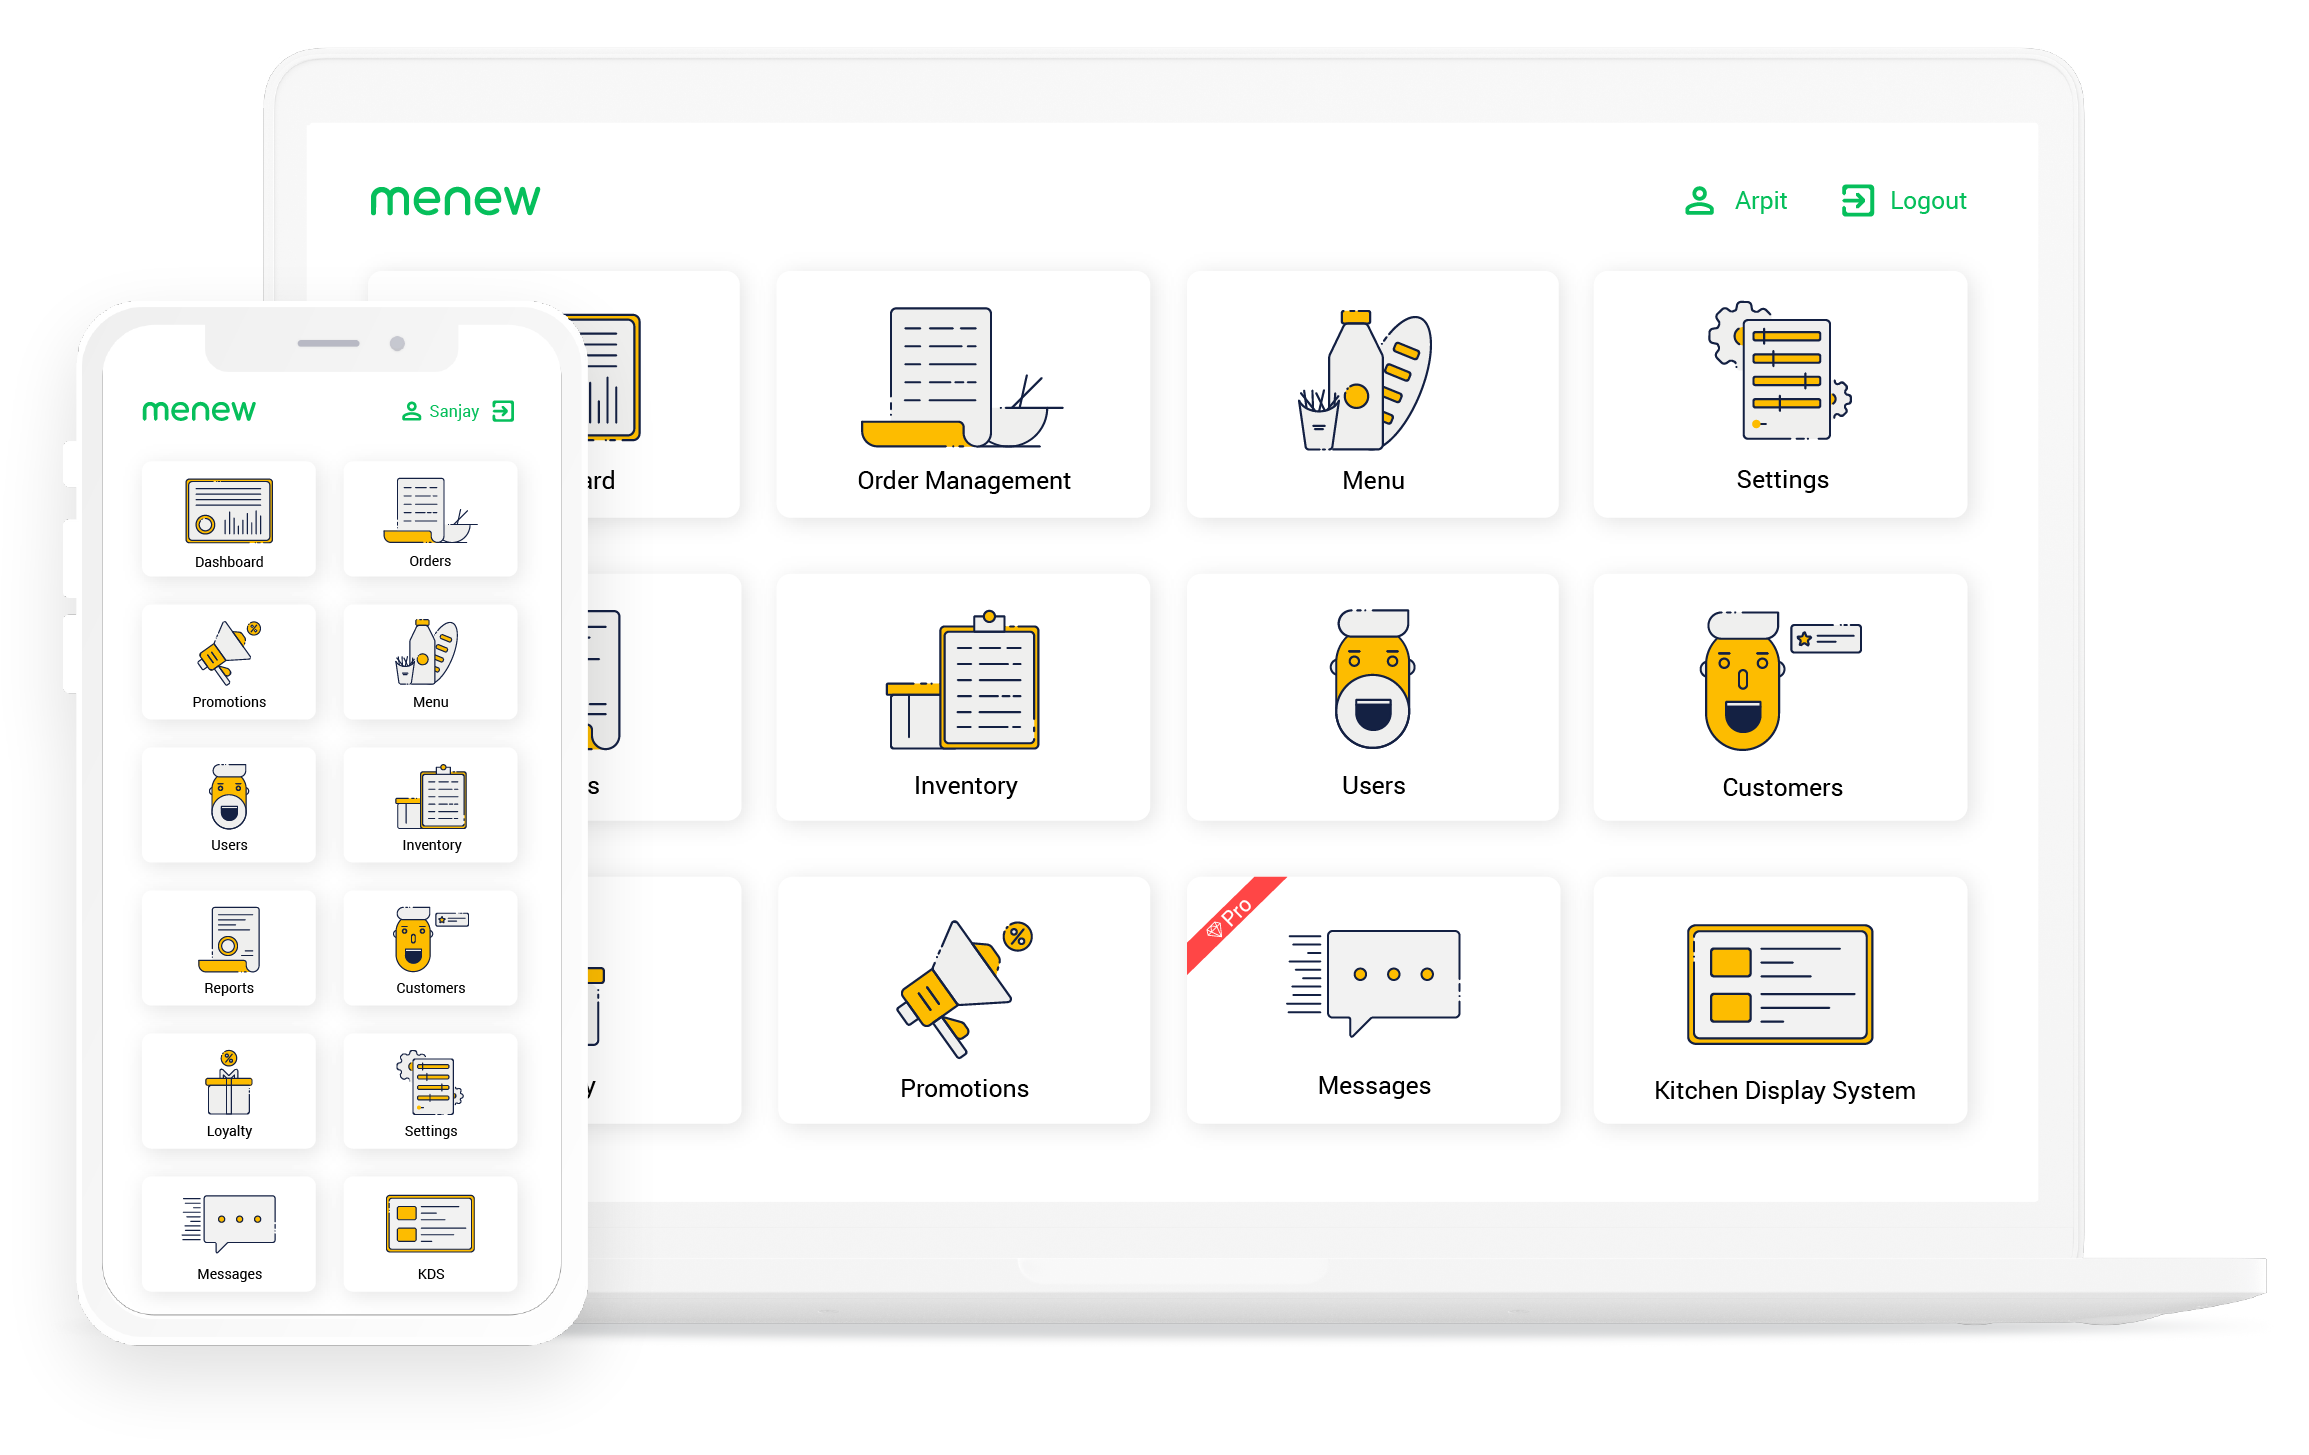 menew
Arpit
Logout
ard
Order Management
Menu
Settings
s
Inventory
Users
Customers
y
Promotions
Pro
Messages
Kitchen Display System
menew
Sanjay
Dashboard
Orders
Promotions
Menu
Users
Inventory
Reports
Customers
Loyalty
Settings
Messages
KDS